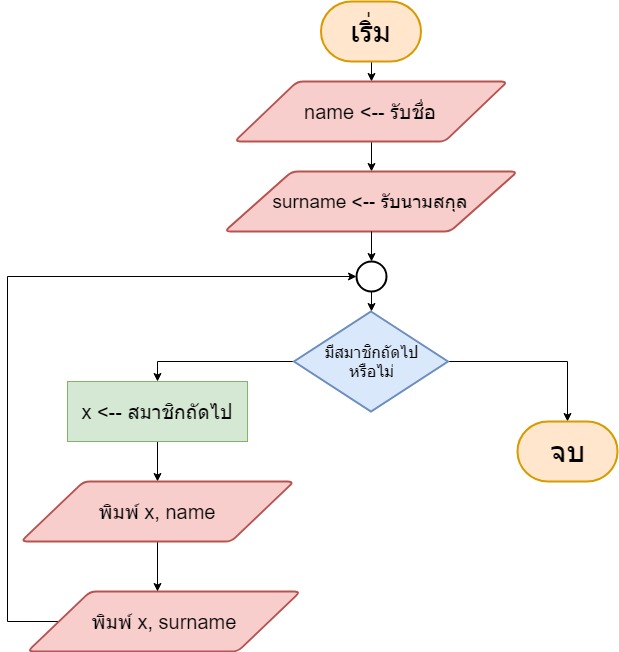 เริ่ม
name <-- รับชื่อ
surname <-- รับนามสกุล
มีสมาชิกถัดไป
หรือไม่
x <-- สมาชิกถัดไป
จบ
พิมพ์ x, name
พิมพ์ x, surname